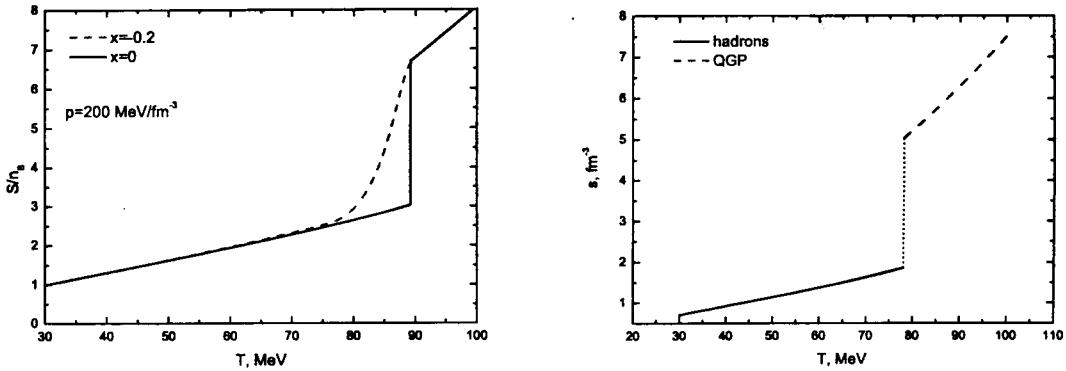 8
7
6
5
4
3
2
1
0
S/n_B
x=-0.2
x=0
p=200 MeV/fm⁻³
30 40 50 60 70 80 90 100
T, MeV
8
7
6
5
4
3
2
1
s, fm⁻³
hadrons
QGP
20 30 40 50 60 70 80 90 100 110
T, MeV